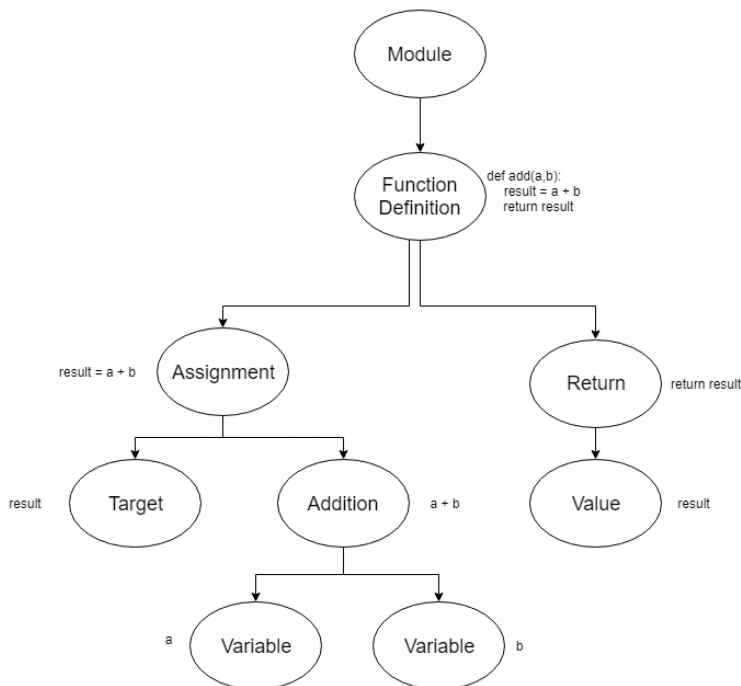 Module
Function
Definition
def add(a,b):
result = a + b
return result
result = a + b
Assignment
Return
return result
result
Target
Addition
a + b
Value
result
a
Variable
Variable
b